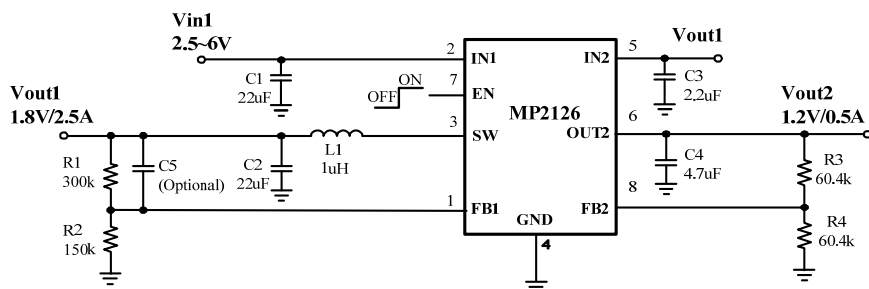 Vin1
2.5~6V
2
IN1
IN2
5
Vout1
C1
22uF
7
EN
ON
OFF
MP2126
C3
2.2uF
Vout1
1.8V/2.5A
3
SW
OUT2
6
Vout2
1.2V/0.5A
L1
1uH
R1
300k
C5
(Optional)
C2
22uF
C4
4.7uF
R3
60.4k
1
FB1
FB2
8
GND
4
R2
150k
R4
60.4k